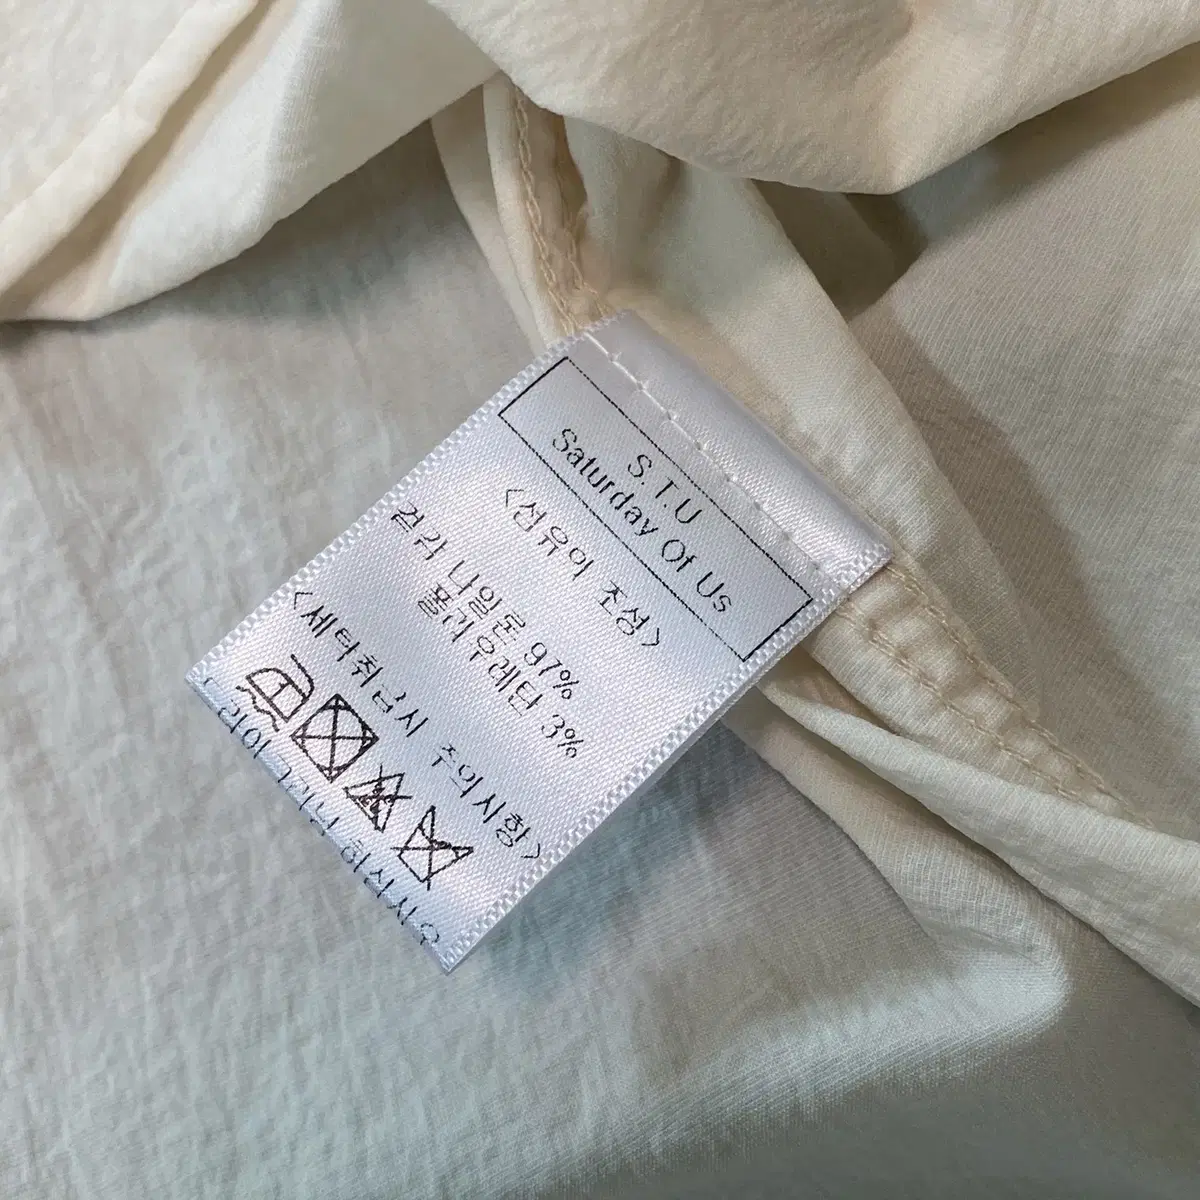 S.T.U
Saturday Of Us
<섬유의 조성>
겉감 나일론 97%
폴리우레탄 3%
<세탁취급시 주의사항>